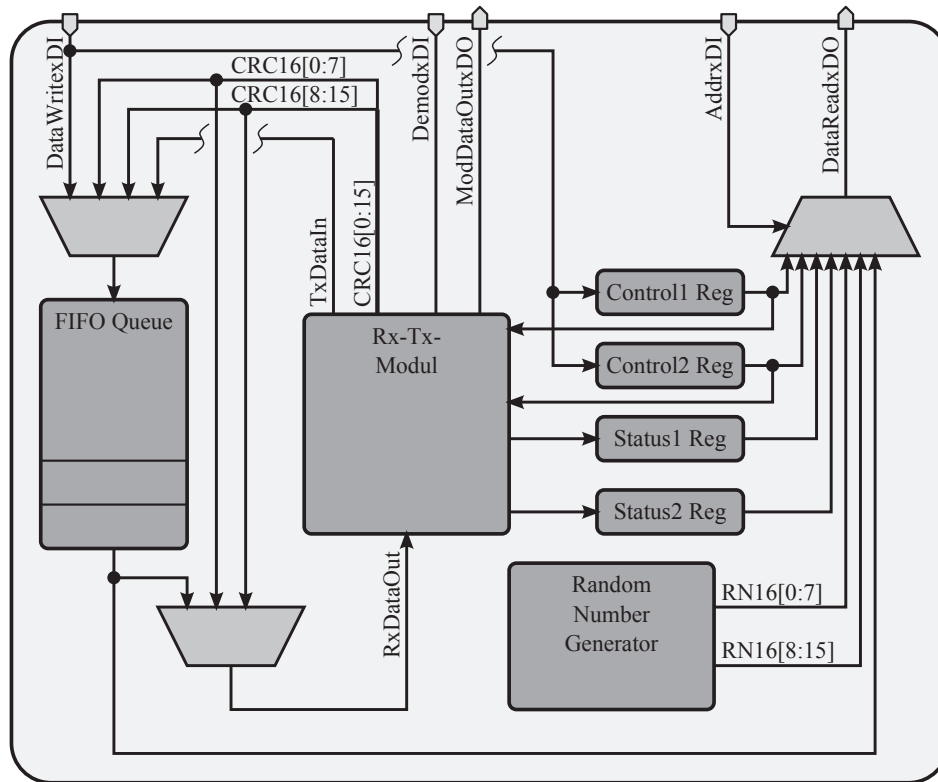 DataWritexDI
CRC16[0:7]
CRC16[8:15]
DemodxDI
ModDataOutxDO
AddrxDI
DataReadxDO
TxDataIn
CRC16[0:15]
FIFO Queue
Rx-Tx-
Modul
Control1 Reg
Control2 Reg
Status1 Reg
Status2 Reg
RxDataOut
Random
Number
Generator
RN16[0:7]
RN16[8:15]